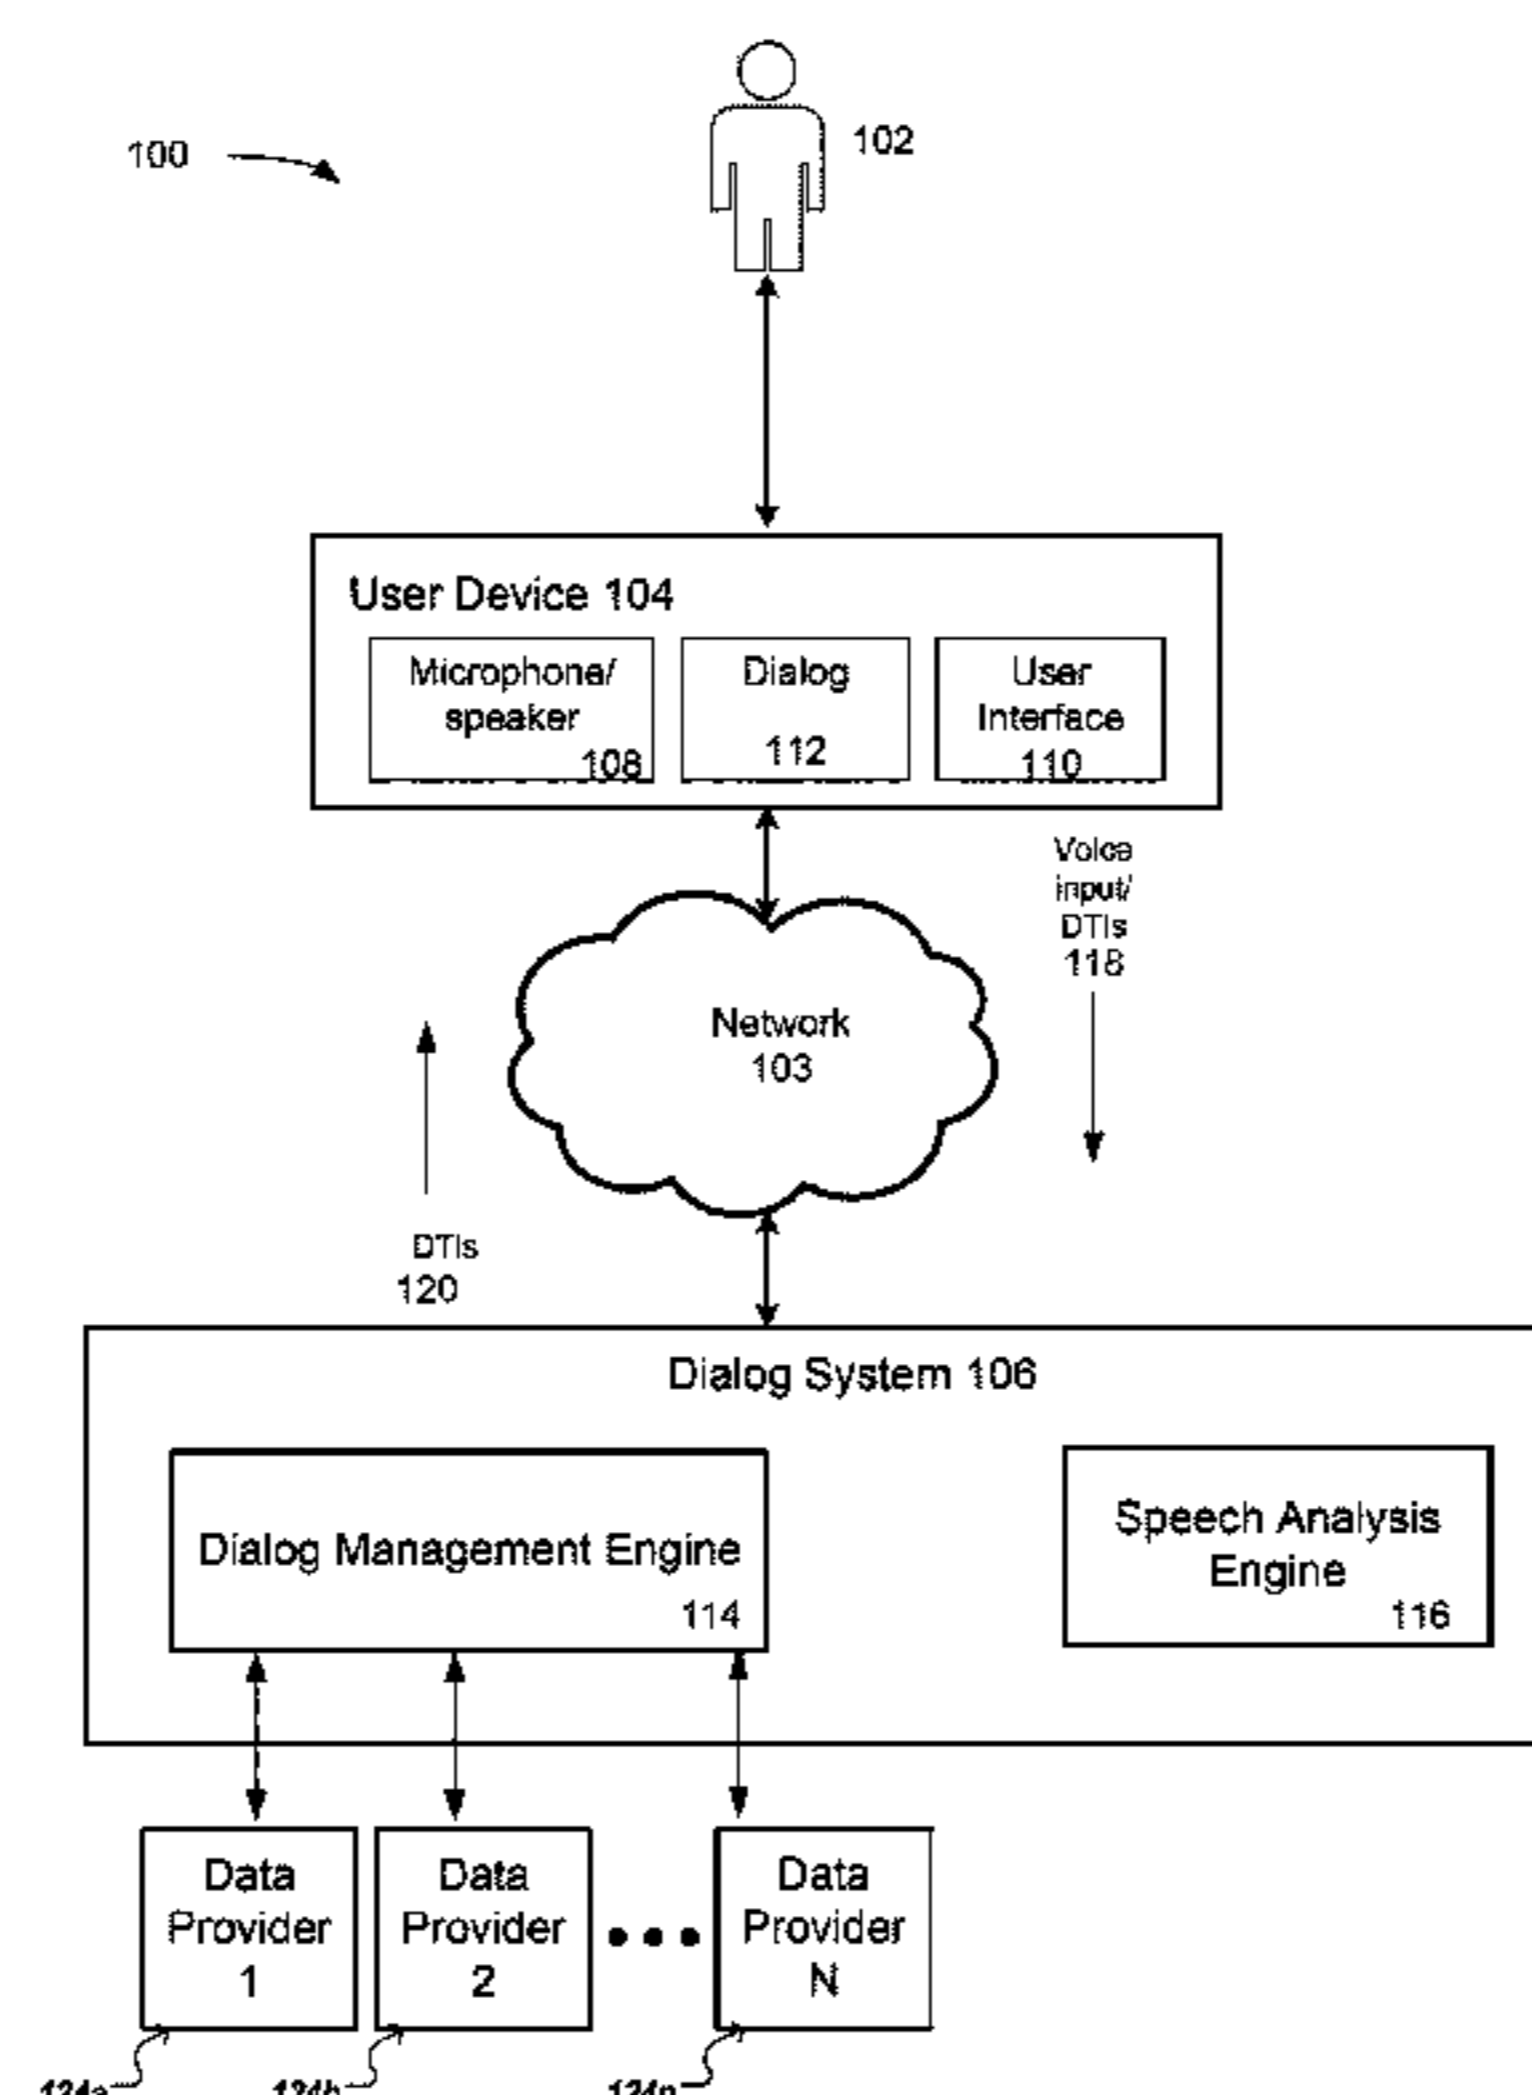 100
102
User Device 104
Microphone/
speaker
108
Dialog
112
User
Interface
110
Voice
input/
DTIs
118
Network
103
DTIs
120
Dialog System 106
Dialog Management Engine
114
Speech Analysis
Engine
116
Data
Provider
1
Data
Provider
2
Data
Provider
N